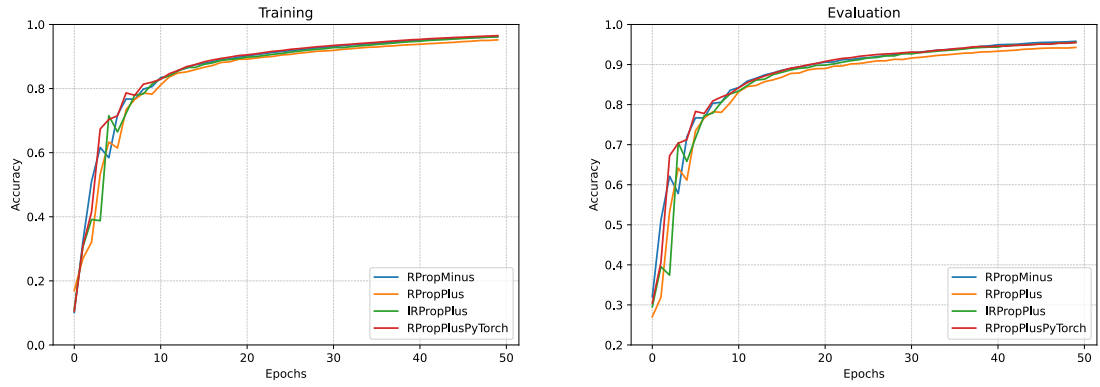 Training
1.0
0.8
0.6
0.4
0.2
0.0
Accuracy
0
10
20
30
40
50
Epochs
RPropMinus
RPropPlus
IRPropPlus
RPropPlusPyTorch
Evaluation
1.0
0.9
0.8
0.7
0.6
0.5
0.4
0.3
0.2
Accuracy
0
10
20
30
40
50
Epochs
RPropMinus
RPropPlus
IRPropPlus
RPropPlusPyTorch